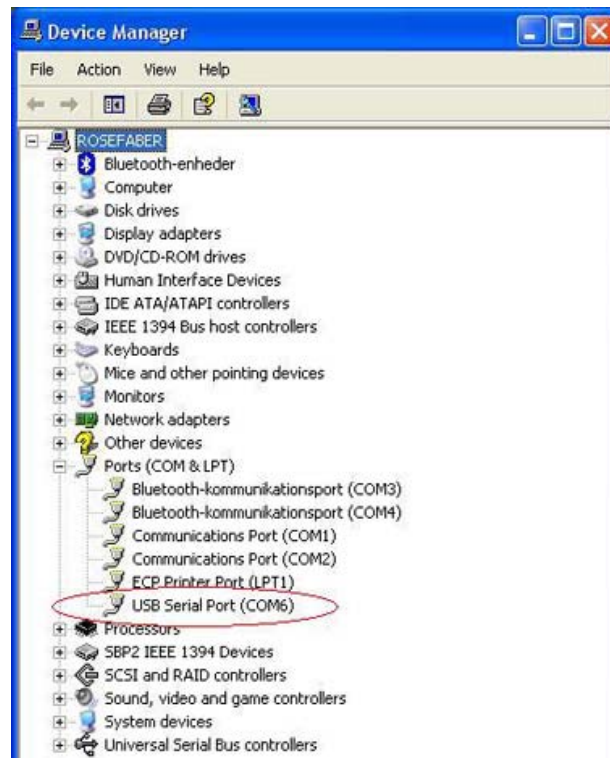 Device Manager
File Action View Help
ROSEFABER
Bluetooth-enheder
Computer
Disk drives
Display adapters
DVD/CD-ROM drives
Human Interface Devices
IDE ATA/ATAPI controllers
IEEE 1394 Bus host controllers
Keyboards
Mice and other pointing devices
Monitors
Network adapters
Other devices
Ports (COM & LPT)
Bluetooth-kommunikationsport (COM3)
Bluetooth-kommunikationsport (COM4)
Communications Port (COM1)
Communications Port (COM2)
ECP Printer Port (LPT1)
USB Serial Port (COM6)
Processors
SBP2 IEEE 1394 Devices
SCSI and RAID controllers
Sound, video and game controllers
System devices
Universal Serial Bus controllers